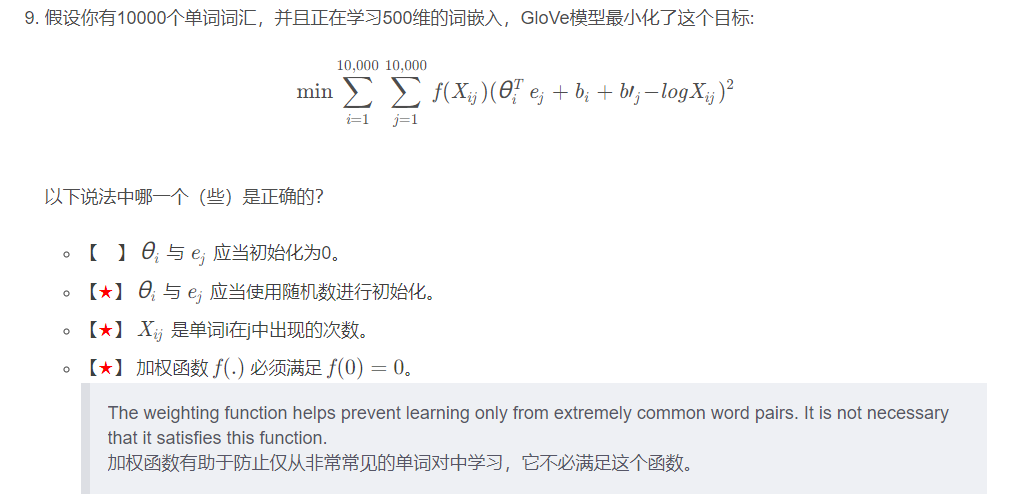 9. 假设你有10000个单词词汇，并且正在学习500维的词嵌入，GloVe模型最小化了这个目标:
min ∑_{i=1}^{10,000} ∑_{j=1}^{10,000} f(X_{ij})(θ_i^T e_j + b_i + b′_j − logX_{ij})^2
以下说法中哪一个（些）是正确的?
【 】 θ_i 与 e_j 应当初始化为0。
【★】 θ_i 与 e_j 应当使用随机数进行初始化。
【★】 X_{ij} 是单词i在j中出现的次数。
【★】 加权函数 f(.) 必须满足 f(0) = 0。
The weighting function helps prevent learning only from extremely common word pairs. It is not necessary
that it satisfies this function.
加权函数有助于防止仅从非常常见的单词对中学习，它不必满足这个函数。